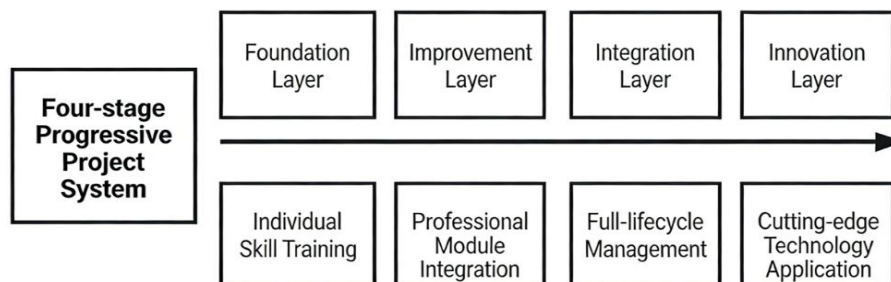 Four-stage
Progressive
Project
System
Foundation
Layer
Improvement
Layer
Integration
Layer
Innovation
Layer
Individual
Skill Training
Professional
Module
Integration
Full-lifecycle
Management
Cutting-edge
Technology
Application